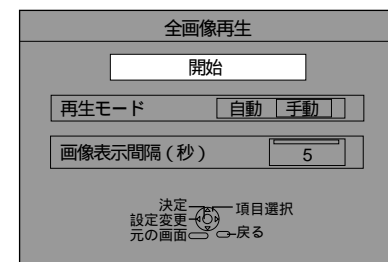 全画像再生
開始
再生モード 自動 手動
画像表示間隔(秒) 5
決定 項目選択
設定変更
元の画面 戻る